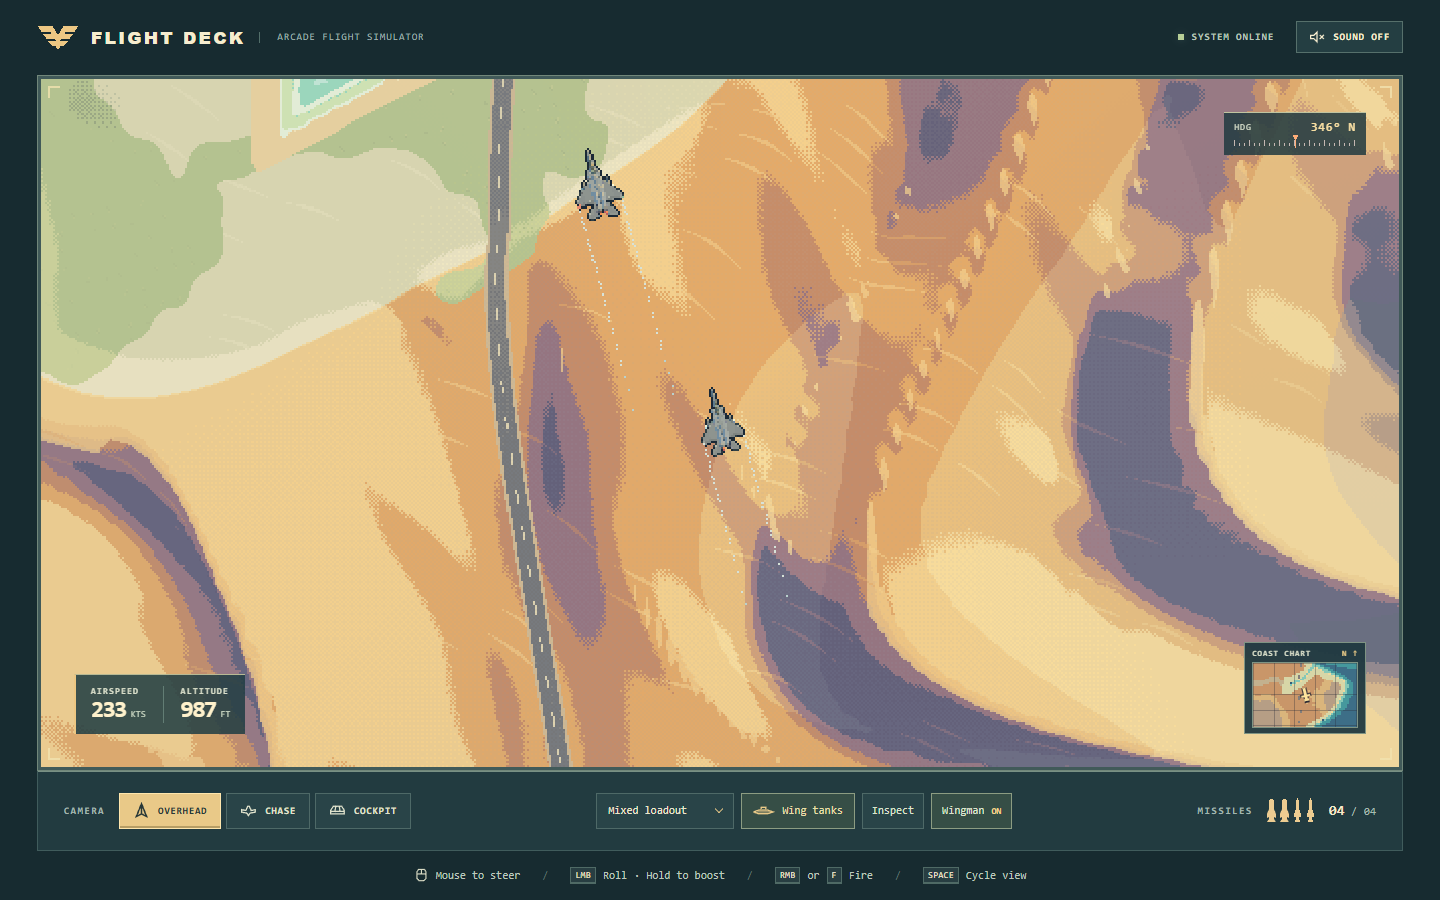 FLIGHT DECK
ARCADE FLIGHT SIMULATOR
SYSTEM ONLINE
SOUND OFF
HDG 346° N
AIRSPEED
233 KTS
ALTITUDE
987 FT
COAST CHART N ↑
CAMERA
OVERHEAD
CHASE
COCKPIT
Mixed loadout
Wing tanks
Inspect
Wingman ON
MISSILES
04 / 04
Mouse to steer
/
LMB Roll · Hold to boost
/
RMB or F Fire
/
SPACE Cycle view